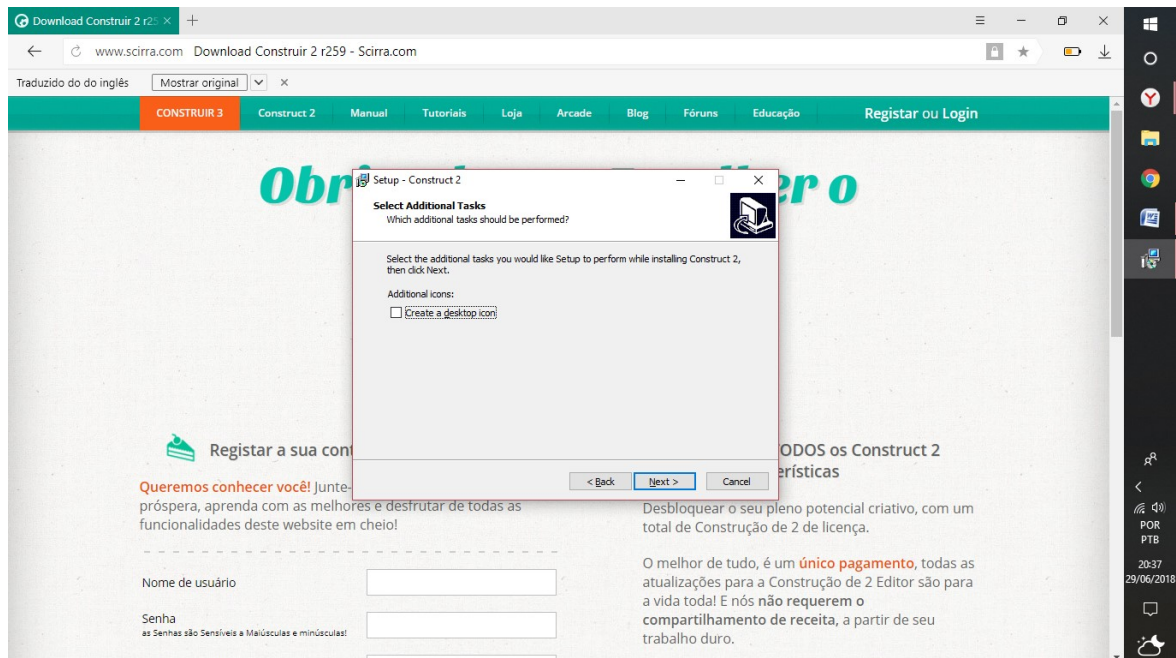 Download Construir 2 r25
www.scirra.com Download Construir 2 r259 - Scirra.com
Traduzido do do inglês Mostrar original
CONSTRUIR 3 Construct 2 Manual Tutoriais Loja Arcade Blog Fóruns Educação Registar ou Login
Setup - Construct 2
Select Additional Tasks
Which additional tasks should be performed?
Select the additional tasks you would like Setup to perform while installing Construct 2,
then click Next.
Additional icons:
Create a desktop icon
< Back Next > Cancel
Registar a sua
Queremos conhecer você!
próspera, aprenda com as melhores e desfrutar de todas as
funcionalidades deste website em cheio!
Nome de usuário
Senha
as Senhas são Sensíveis a Maiúsculas e minúsculas!
os Construct 2
Desbloquear o seu pleno potencial criativo, com um
total de Construção de 2 de licença.
O melhor de tudo, é um único pagamento, todas as
atualizações para a Construção de 2 Editor são para
a vida toda! E nós não requerem o
compartilhamento de receita, a partir de seu
trabalho duro.
POR
PTB
20:37
29/06/2018